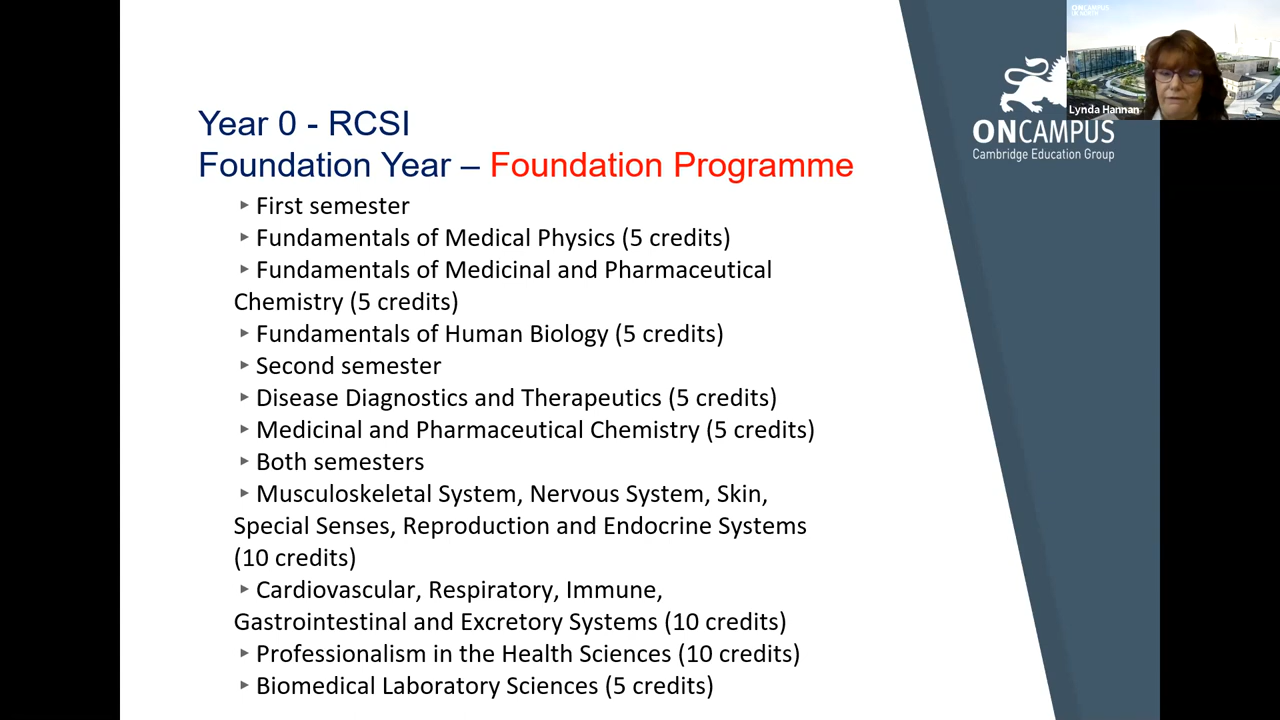 Year 0 - RCSI
Foundation Year – Foundation Programme
First semester
Fundamentals of Medical Physics (5 credits)
Fundamentals of Medicinal and Pharmaceutical
Chemistry (5 credits)
Fundamentals of Human Biology (5 credits)
Second semester
Disease Diagnostics and Therapeutics (5 credits)
Medicinal and Pharmaceutical Chemistry (5 credits)
Both semesters
Musculoskeletal System, Nervous System, Skin,
Special Senses, Reproduction and Endocrine Systems
(10 credits)
Cardiovascular, Respiratory, Immune,
Gastrointestinal and Excretory Systems (10 credits)
Professionalism in the Health Sciences (10 credits)
Biomedical Laboratory Sciences (5 credits)
ONCAMPUS
UK NORTH
Lynda Hannan
ONCAMPUS
Cambridge Education Group